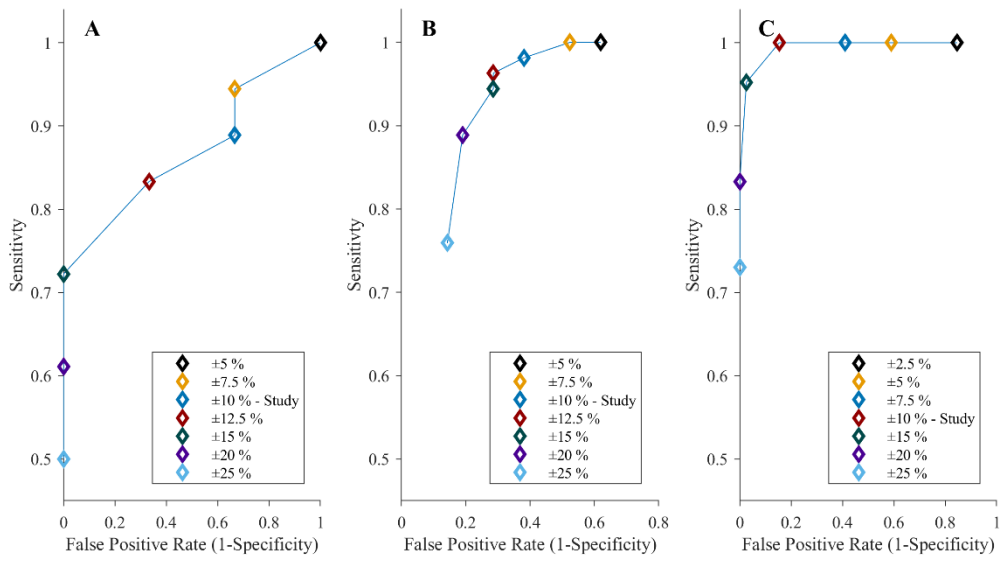 A
1
0.9
0.8
0.7
0.6
0.5
Sensitivty
±5 %
±7.5 %
±10 % - Study
±12.5 %
±15 %
±20 %
±25 %
0 0.2 0.4 0.6 0.8 1
False Positive Rate (1-Specificity)
B
1
0.9
0.8
0.7
0.6
0.5
Sensitivty
±5 %
±7.5 %
±10 % - Study
±12.5 %
±15 %
±20 %
±25 %
0 0.2 0.4 0.6 0.8
False Positive Rate (1-Specificity)
C
1
0.9
0.8
0.7
0.6
0.5
Sensitivty
±2.5 %
±5 %
±7.5 %
±10 % - Study
±15 %
±20 %
±25 %
0 0.2 0.4 0.6 0.8 1
False Positive Rate (1-Specificity)